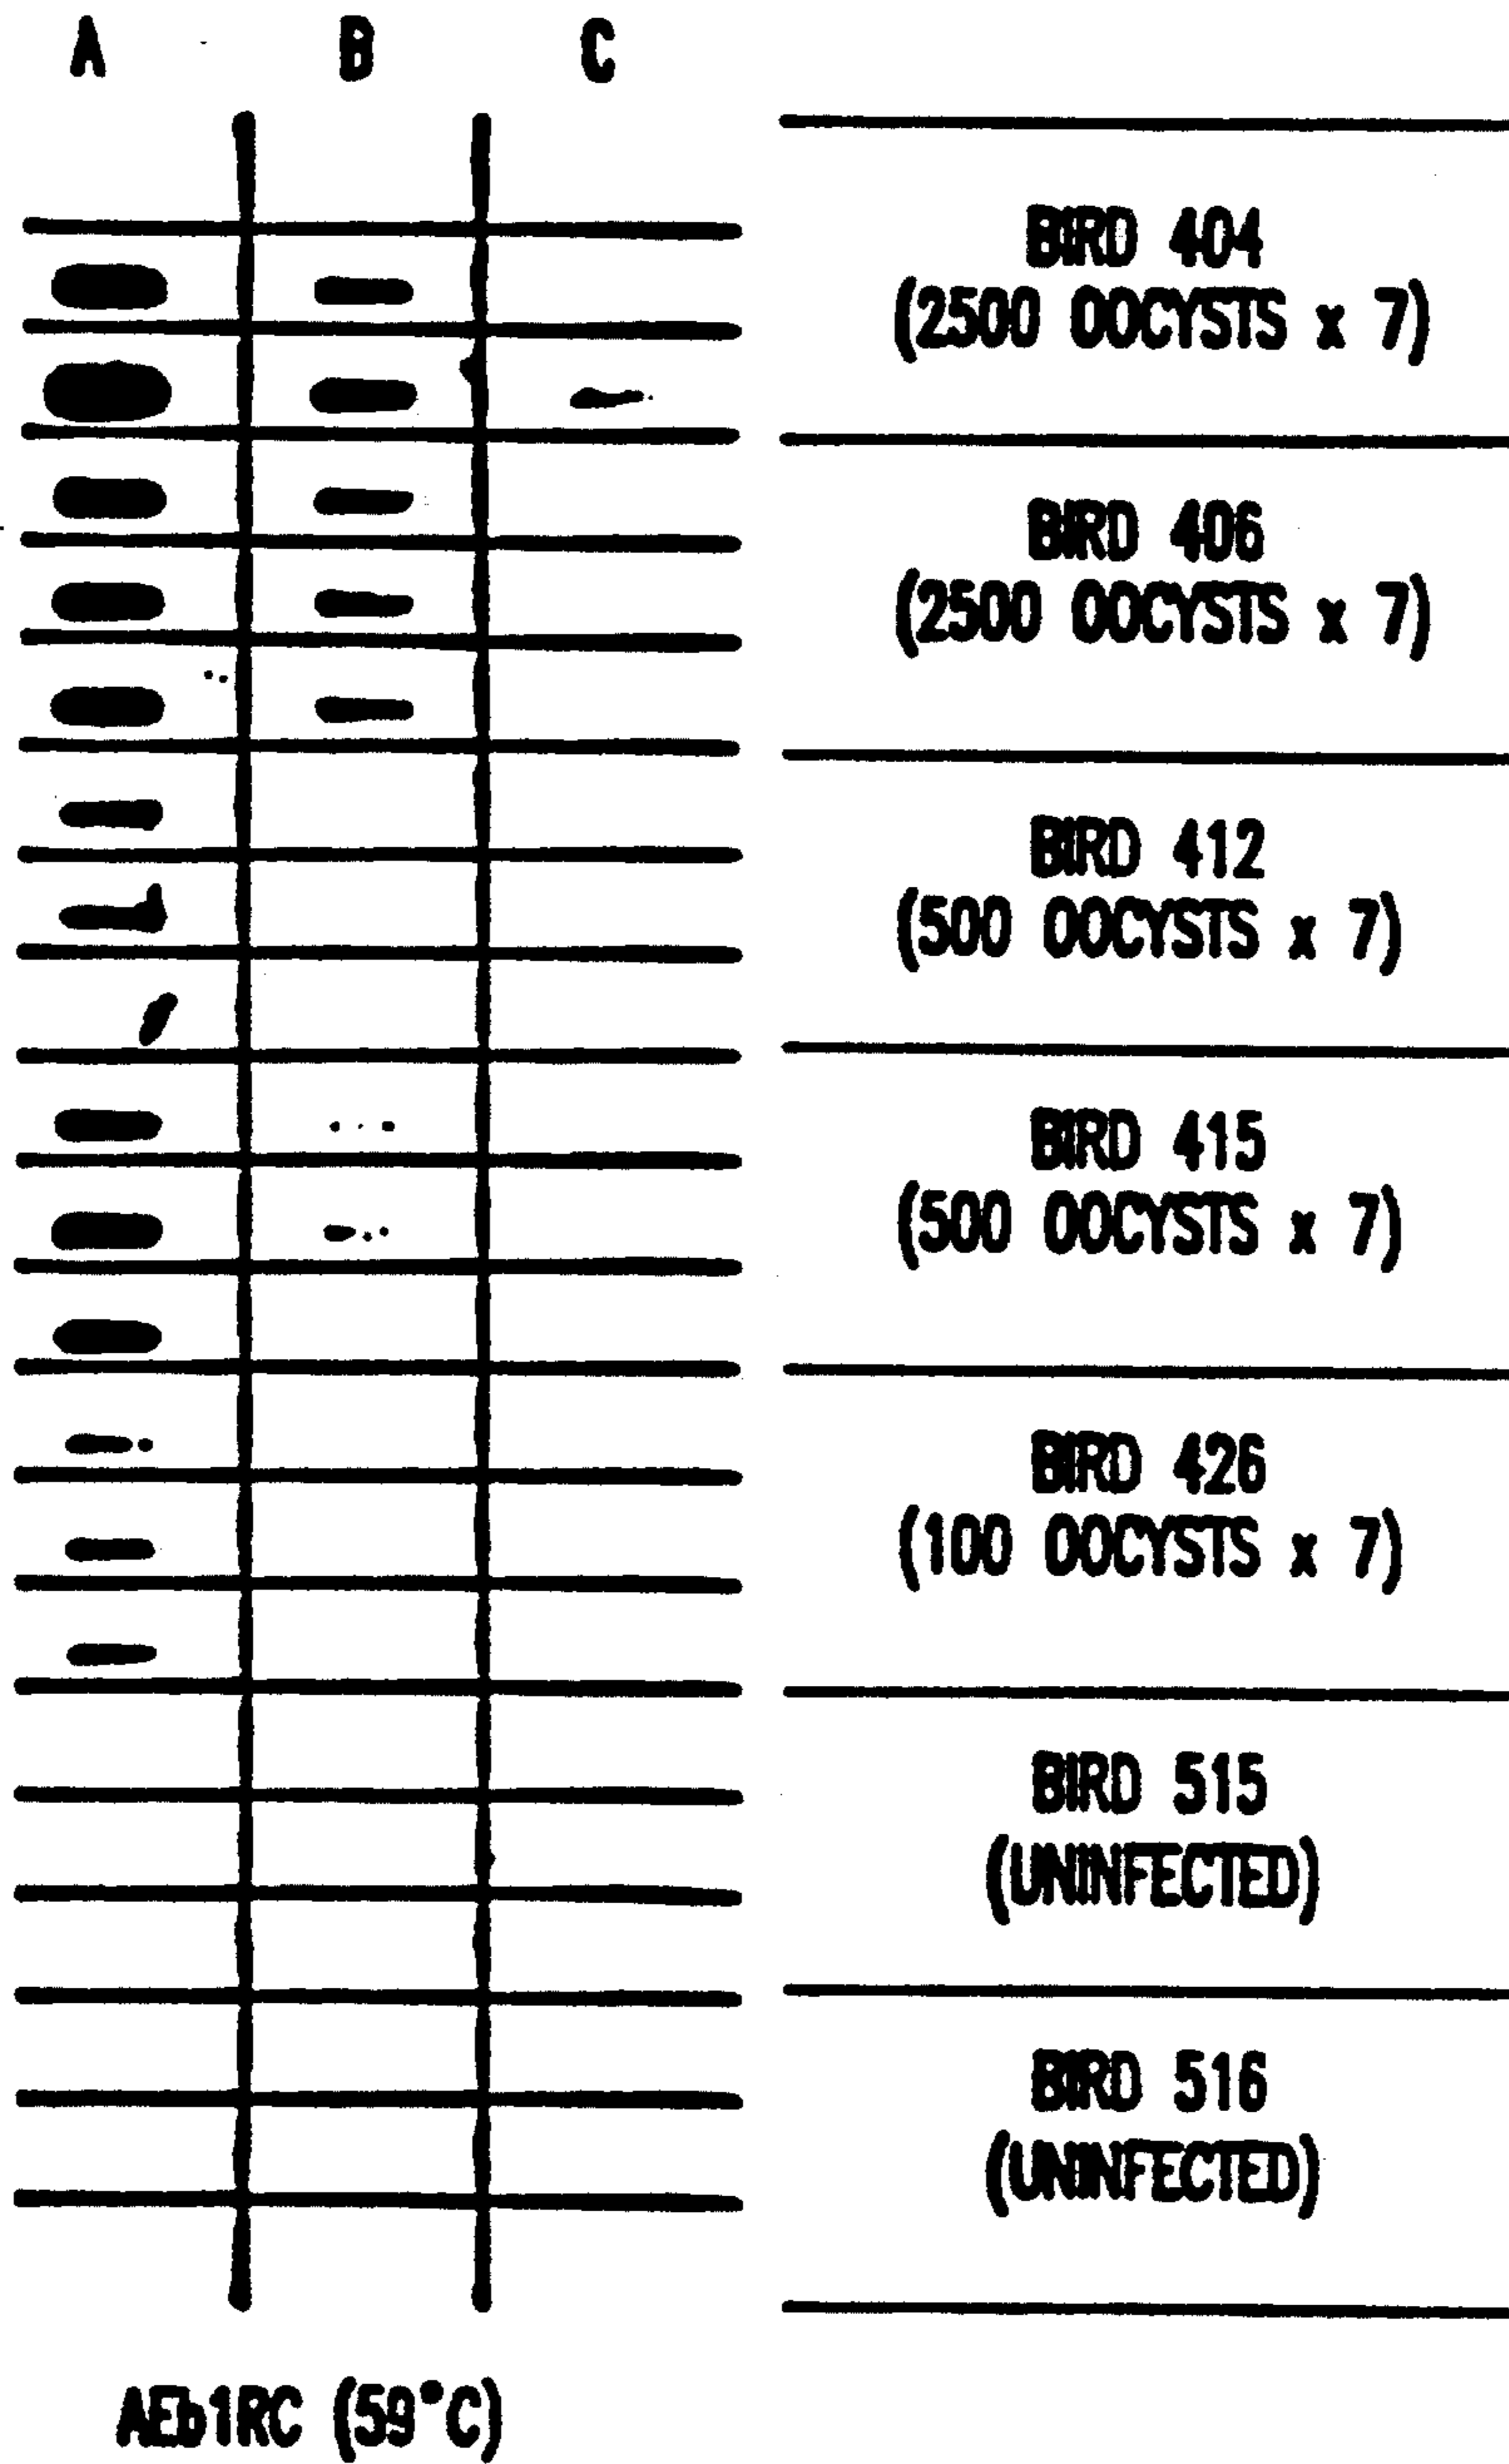 A B C
BIRD 404
(2500 OOCYSTS x 7)
BIRD 406
(2500 OOCYSTS x 7)
BIRD 412
(500 OOCYSTS x 7)
BIRD 415
(500 OOCYSTS x 7)
BIRD 426
(100 OOCYSTS x 7)
BIRD 515
(UNINFECTED)
BIRD 516
(UNINFECTED)
AEb1RC (59°C)